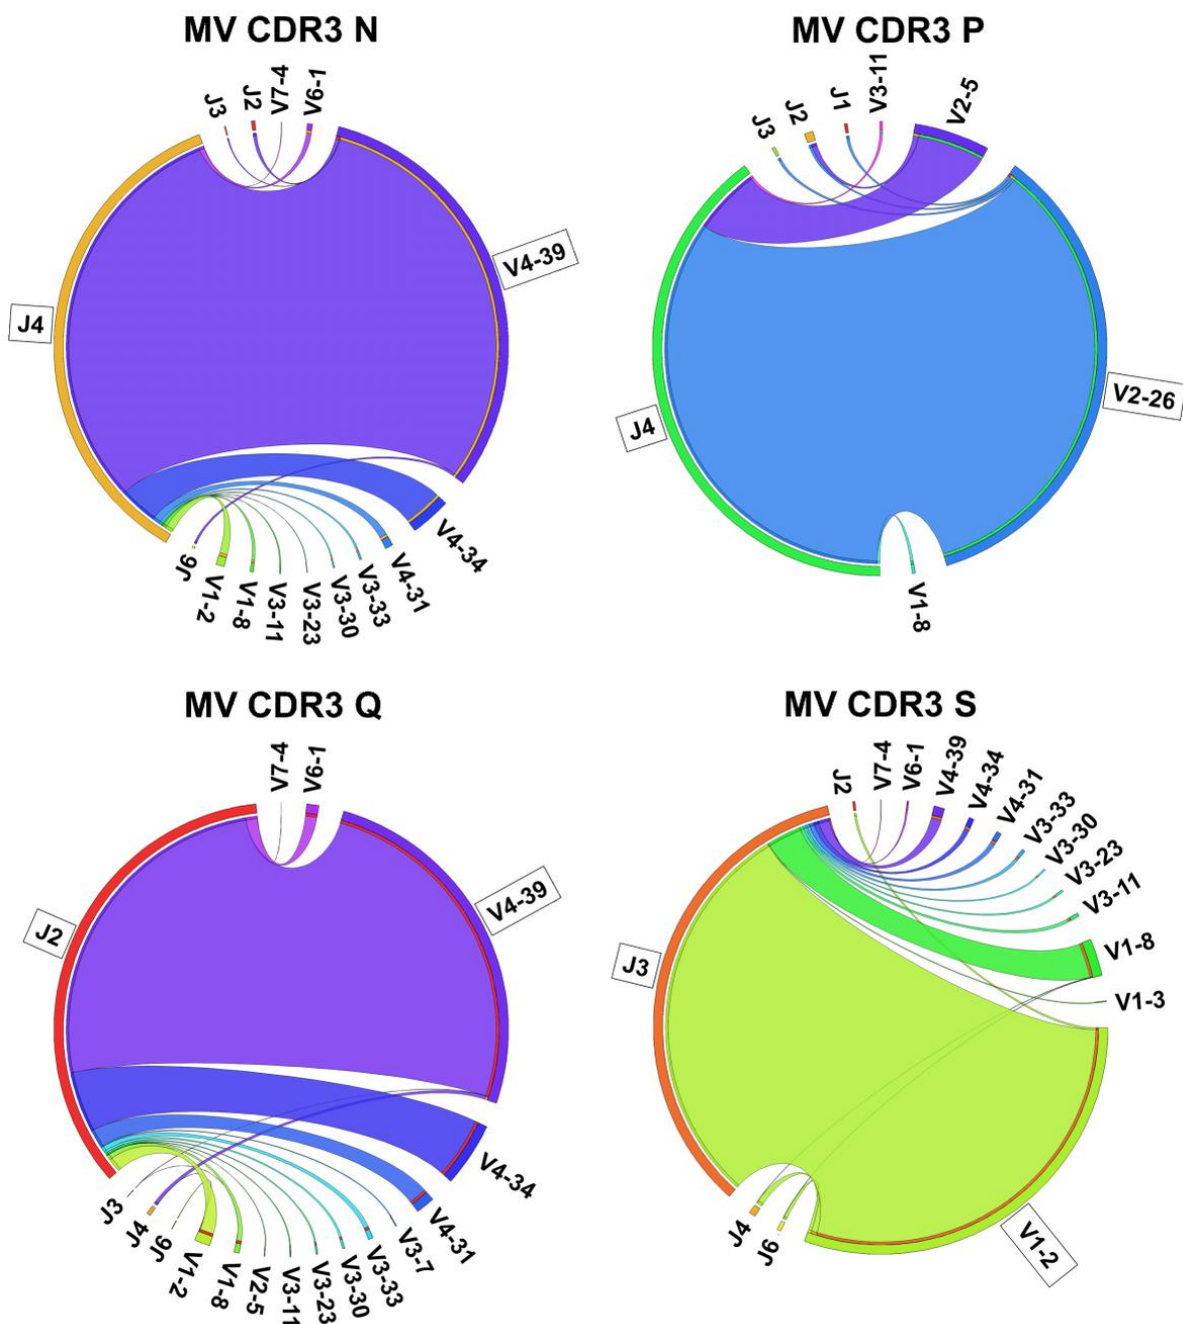 MV CDR3 N
J3
J2
V7-4
V6-1
V4-39
J4
V4-34
V4-31
V3-33
V3-30
V3-23
V3-11
V1-8
V1-2
J6
MV CDR3 P
J3
J2
J1
V3-11
V2-5
V2-26
J4
V1-8
MV CDR3 Q
V7-4
V6-1
V4-39
J2
V4-34
V4-31
V3-7
V3-33
V3-30
V3-23
V3-11
V2-5
V1-8
V1-2
J6
J4
J3
MV CDR3 S
J2
V7-4
V6-1
V4-39
V4-34
V4-31
V3-33
V3-30
V3-23
V3-11
V1-8
V1-3
J3
V1-2
J6
J4